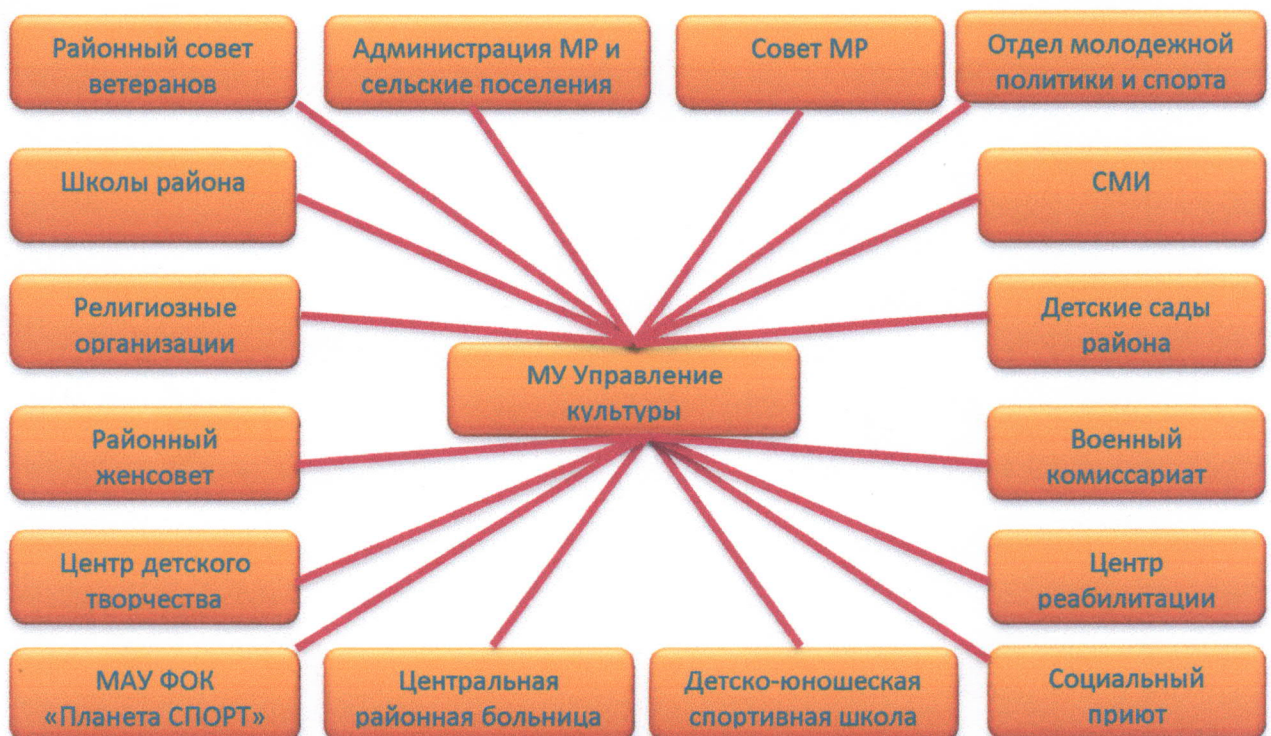 Районный совет
ветеранов
Администрация МР и
сельские поселения
Совет МР
Отдел молодежной
политики и спорта
Школы района
СМИ
Религиозные
организации
Детские сады
района
МУ Управление
культуры
Районный
женсовет
Военный
комиссариат
Центр детского
творчества
Центр
реабилитации
МАУ ФОК
«Планета СПОРТ»
Центральная
районная больница
Детско-юношеская
спортивная школа
Социальный
приют